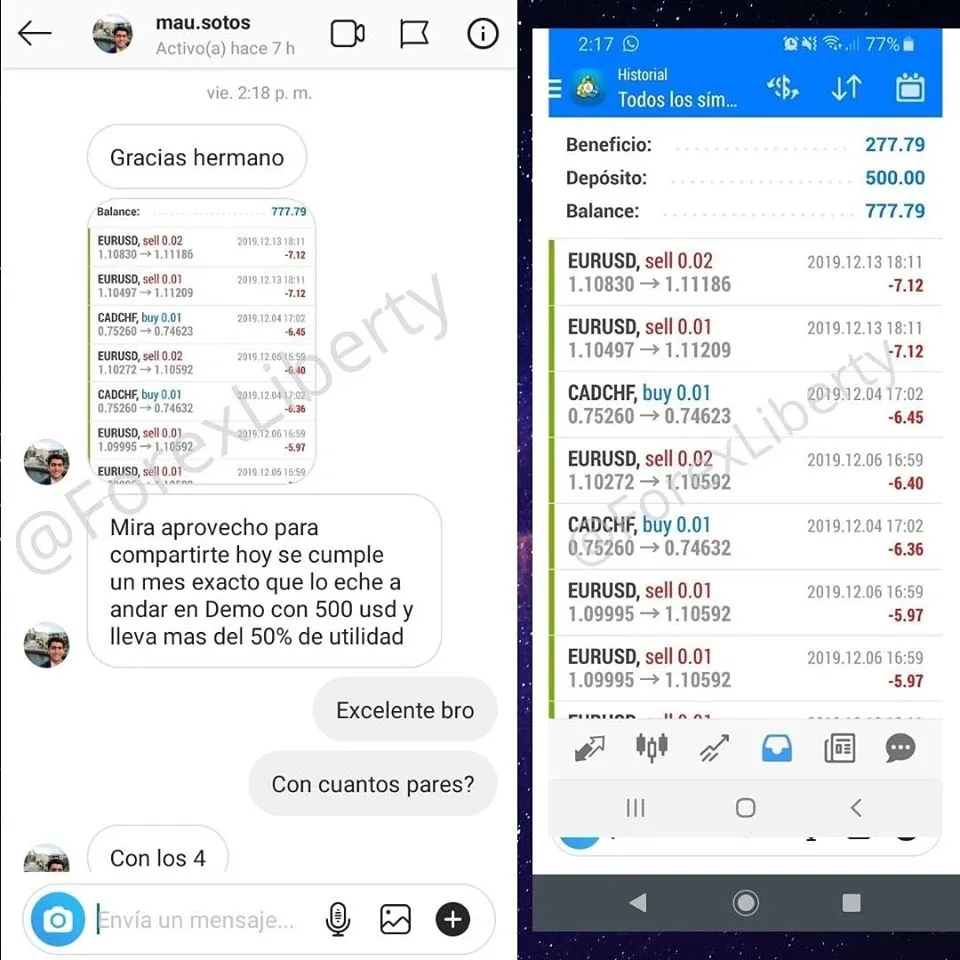 mau.sotos
Activo(a) hace 7 h
vie. 2:18 p. m.
Gracias hermano
Balance: 777.79
EURUSD, sell 0.02 2019.12.13 18:11
1.10830 → 1.11186 -7.12
EURUSD, sell 0.01 2019.12.13 18:11
1.10497 → 1.11209 -7.12
CADCHF, buy 0.01 2019.12.04 17:02
0.75260 → 0.74623 -6.45
EURUSD, sell 0.02 2019.12.06 16:59
1.10272 → 1.10592 -6.40
CADCHF, buy 0.01 2019.12.04 17:02
0.75260 → 0.74632 -6.36
EURUSD, sell 0.01 2019.12.06 16:59
1.09995 → 1.10592 -5.97
EURUSD, sell 0.01 2019.12.06 16:59
@ForexLiberty
Mira aprovecho para
compartirte hoy se cumple
un mes exacto que lo eche a
andar en Demo con 500 usd y
lleva mas del 50% de utilidad
Excelente bro
Con cuantos pares?
Con los 4
Envía un mensaje...
2:17 77%
Historial
Todos los sím...
Beneficio: 277.79
Depósito: 500.00
Balance: 777.79
EURUSD, sell 0.02 2019.12.13 18:11
1.10830 → 1.11186 -7.12
EURUSD, sell 0.01 2019.12.13 18:11
1.10497 → 1.11209 -7.12
CADCHF, buy 0.01 2019.12.04 17:02
0.75260 → 0.74623 -6.45
EURUSD, sell 0.02 2019.12.06 16:59
1.10272 → 1.10592 -6.40
CADCHF, buy 0.01 2019.12.04 17:02
0.75260 → 0.74632 -6.36
EURUSD, sell 0.01 2019.12.06 16:59
1.09995 → 1.10592 -5.97
EURUSD, sell 0.01 2019.12.06 16:59
1.09995 → 1.10592 -5.97
@ForexLiberty